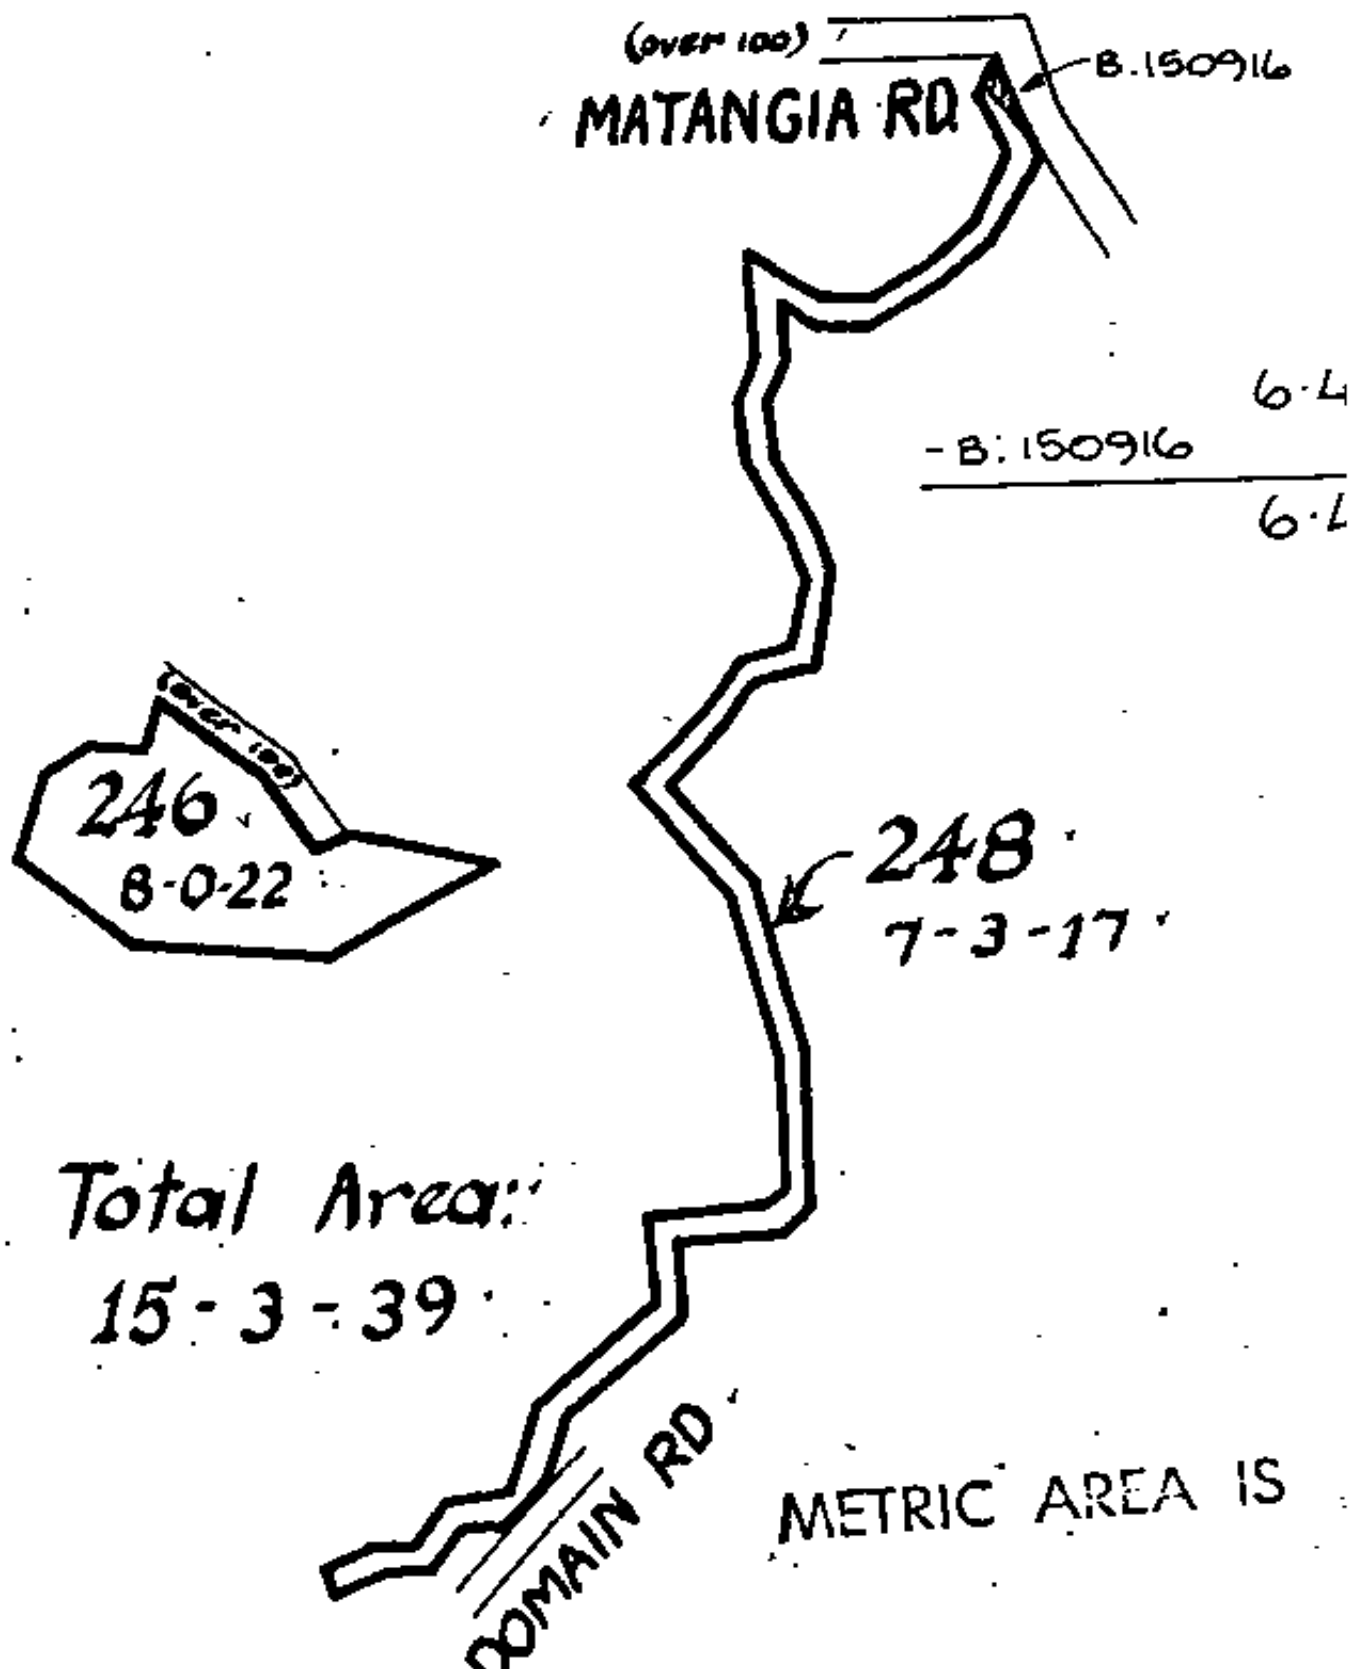 (over 100)
B.150916
MATANGIA RD
6.4
- B: 150916
6.4
(over 100)
246
8-0-22
248
7-3-17
Total Area:
15-3-39
DOMAIN RD
METRIC AREA IS